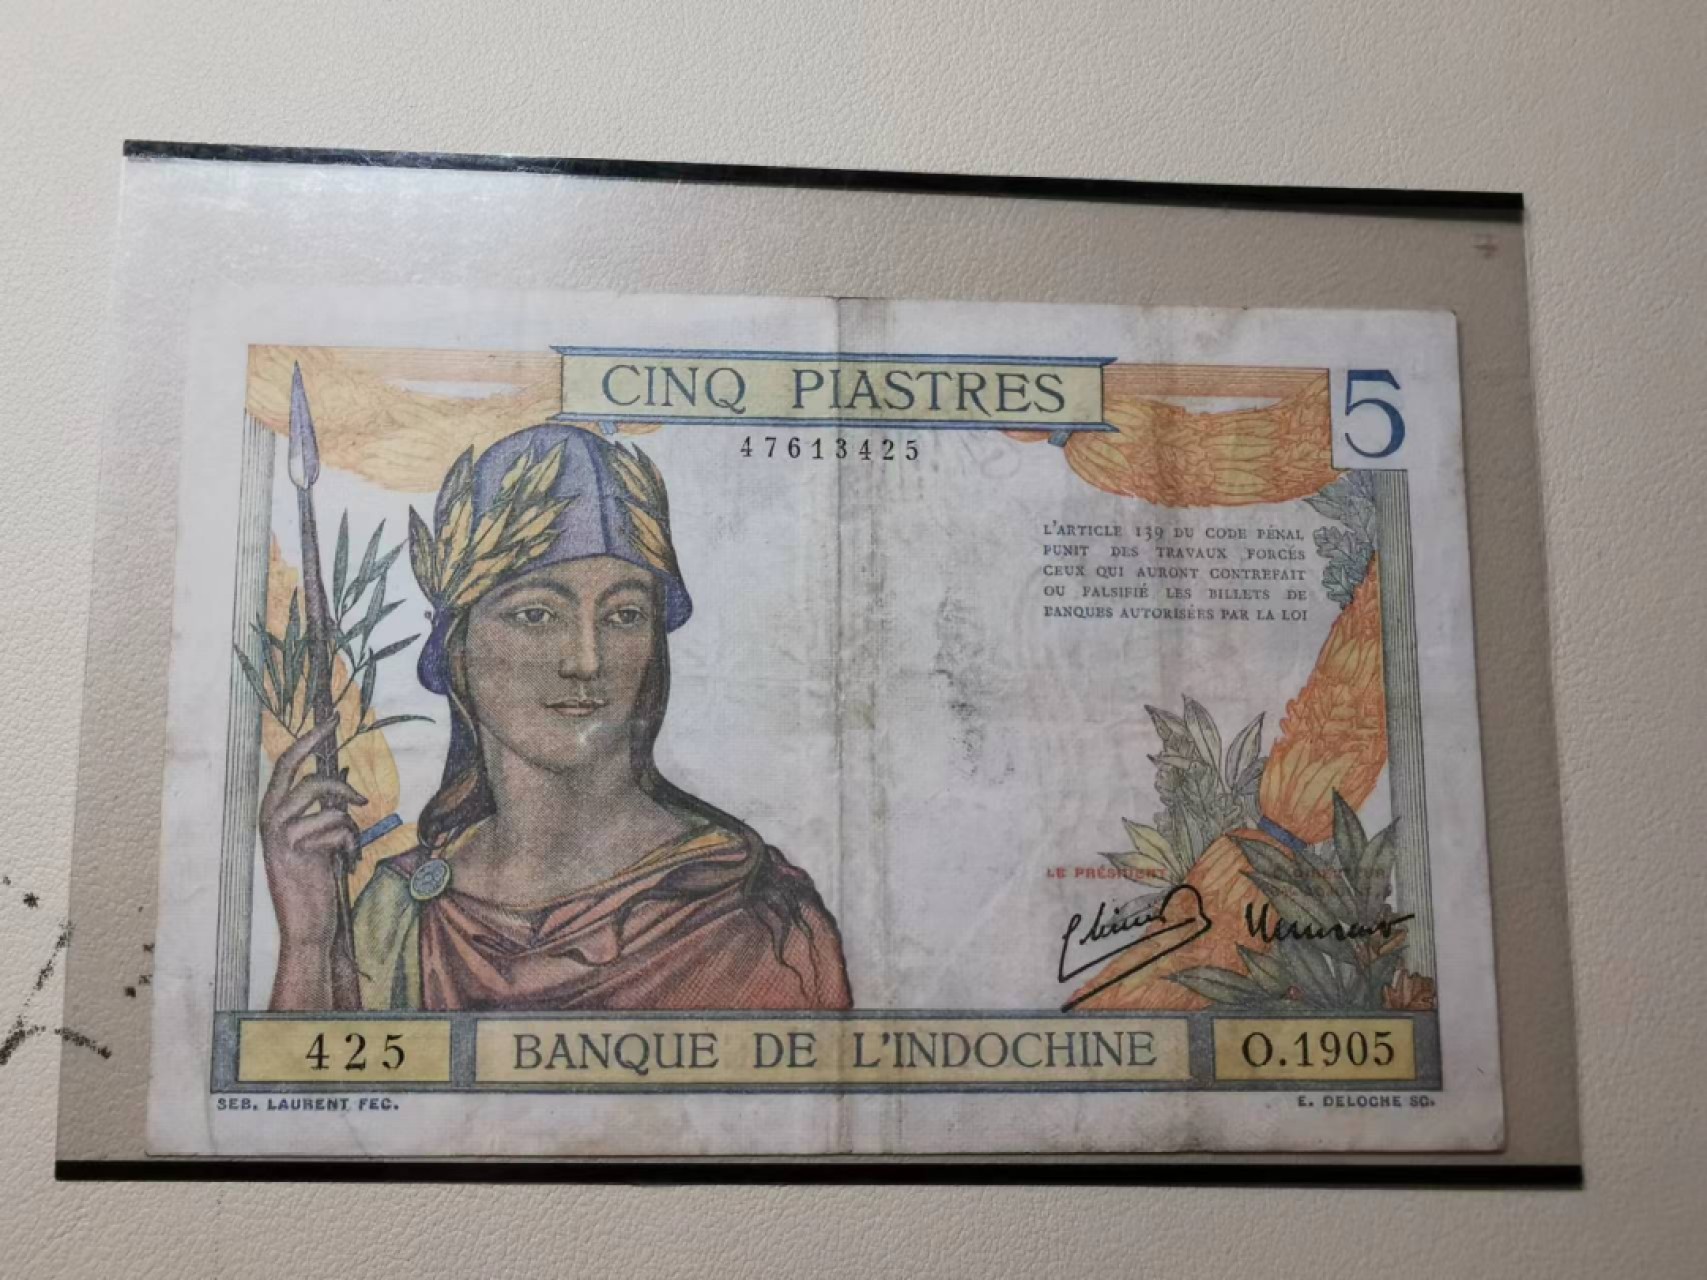 CINQ PIASTRES
5
47613425
L'ARTICLE 139 DU CODE PÉNAL
PUNIT DES TRAVAUX FORCÉS
CEUX QUI AURONT CONTREFAIT
OU FALSIFIÉ LES BILLETS DE
BANQUES AUTORISÉES PAR LA LOI
LE PRÉSIDENT
LE DIRECTEUR
425
BANQUE DE L'INDOCHINE
O.1905
SEB. LAURENT FEC.
E. DELOCHE SC.